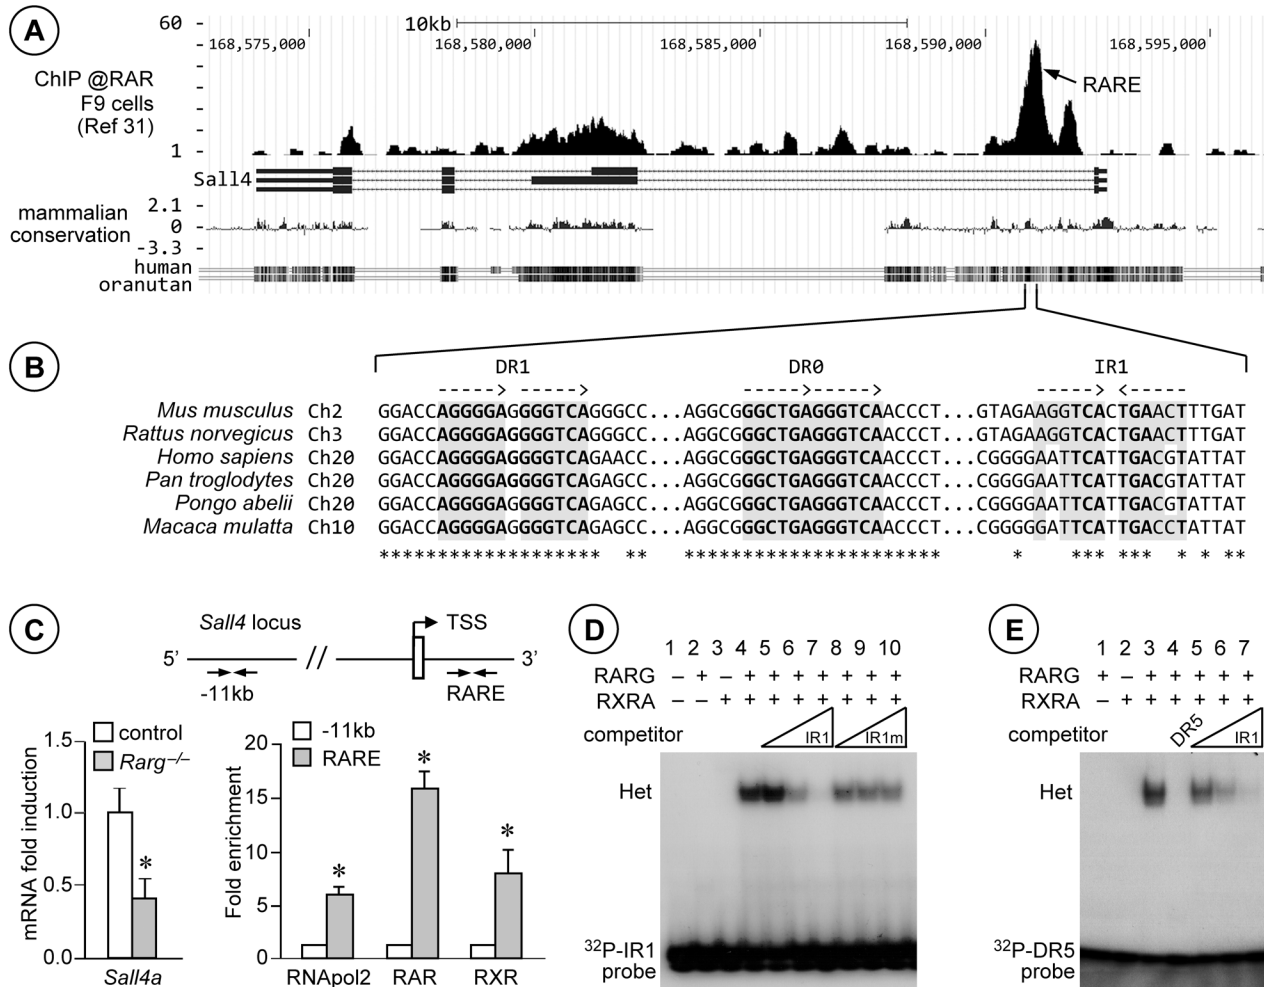 A
60
10kb
168,575,000 168,580,000 168,585,000 168,590,000 168,595,000
ChIP @RAR
F9 cells
(Ref 31)
RARE
1
Sall4
2.1
mammalian
conservation
0
-3.3
human
oranutan
B
DR1 DR0 IR1
Mus musculus Ch2 GGACCAGGGGAGGGGTCAGGGCC...AGGCGGGCTGAGGGTCAACCCT...GTAGAAGGTCACTGAACTTTGAT
Rattus norvegicus Ch3 GGACCAGGGGAGGGGTCAGGGCC...AGGCGGGCTGAGGGTCAACCCT...GTAGAAGGTCACTGAACTTTGAT
Homo sapiens Ch20 GGACCAGGGGAGGGGTCAGAACC...AGGCGGGCTGAGGGTCAACCCT...CGGGGAATTCATTGACGTATTAT
Pan troglodytes Ch20 GGACCAGGGGAGGGGTCAGAGCC...AGGCGGGCTGAGGGTCAACCCT...CGGGGAATTCATTGACGTATTAT
Pongo abelii Ch20 GGACCAGGGGAGGGGTCAGAGCC...AGGCGGGCTGAGGGTCAACCCT...CGGGGAATTCATTGACGTATTAT
Macaca mulatta Ch10 GGACCAGGGGAGGGGTCAGAGCC...AGGCGGGCTGAGGGTCAACCCT...CGGGGGATTCATTGACCTATTAT
******************* ** ********************** * *** *** * * **
C
Sall4 locus
TSS
5’ // 3’
-11kb
RARE
control
Rarg–/–
mRNA fold induction
1.5
1.0
0.5
0.0
*
Sall4a
-11kb
RARE
Fold enrichment
20
15
10
5
0
* * *
RNApol2 RAR RXR
D
1 2 3 4 5 6 7 8 9 10
RARG – + – + + + + + + +
RXRA – – + + + + + + + +
competitor IR1 IR1m
Het
32P-IR1
probe
E
1 2 3 4 5 6 7
RARG + – + + + + +
RXRA – + + + + + +
competitor DR5 IR1
Het
32P-DR5
probe